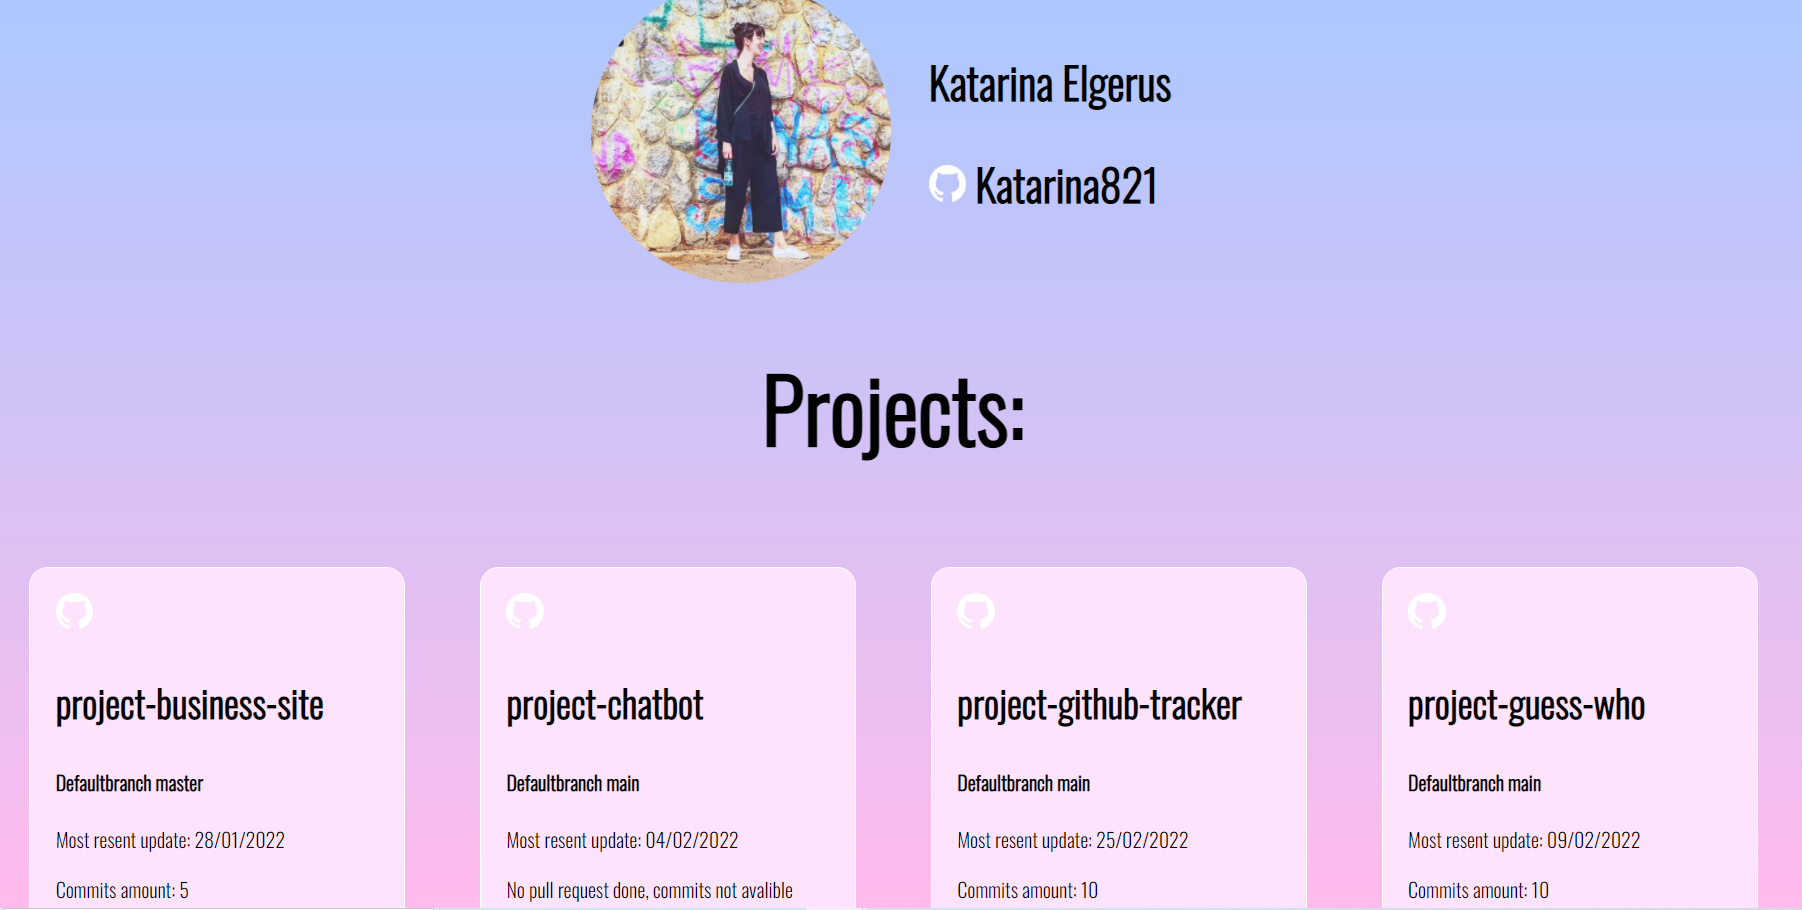 Katarina Elgerus
Katarina821
Projects:
project-business-site
Defaultbranch master
Most resent update: 28/01/2022
Commits amount: 5
project-chatbot
Defaultbranch main
Most resent update: 04/02/2022
No pull request done, commits not avalible
project-github-tracker
Defaultbranch main
Most resent update: 25/02/2022
Commits amount: 10
project-guess-who
Defaultbranch main
Most resent update: 09/02/2022
Commits amount: 10